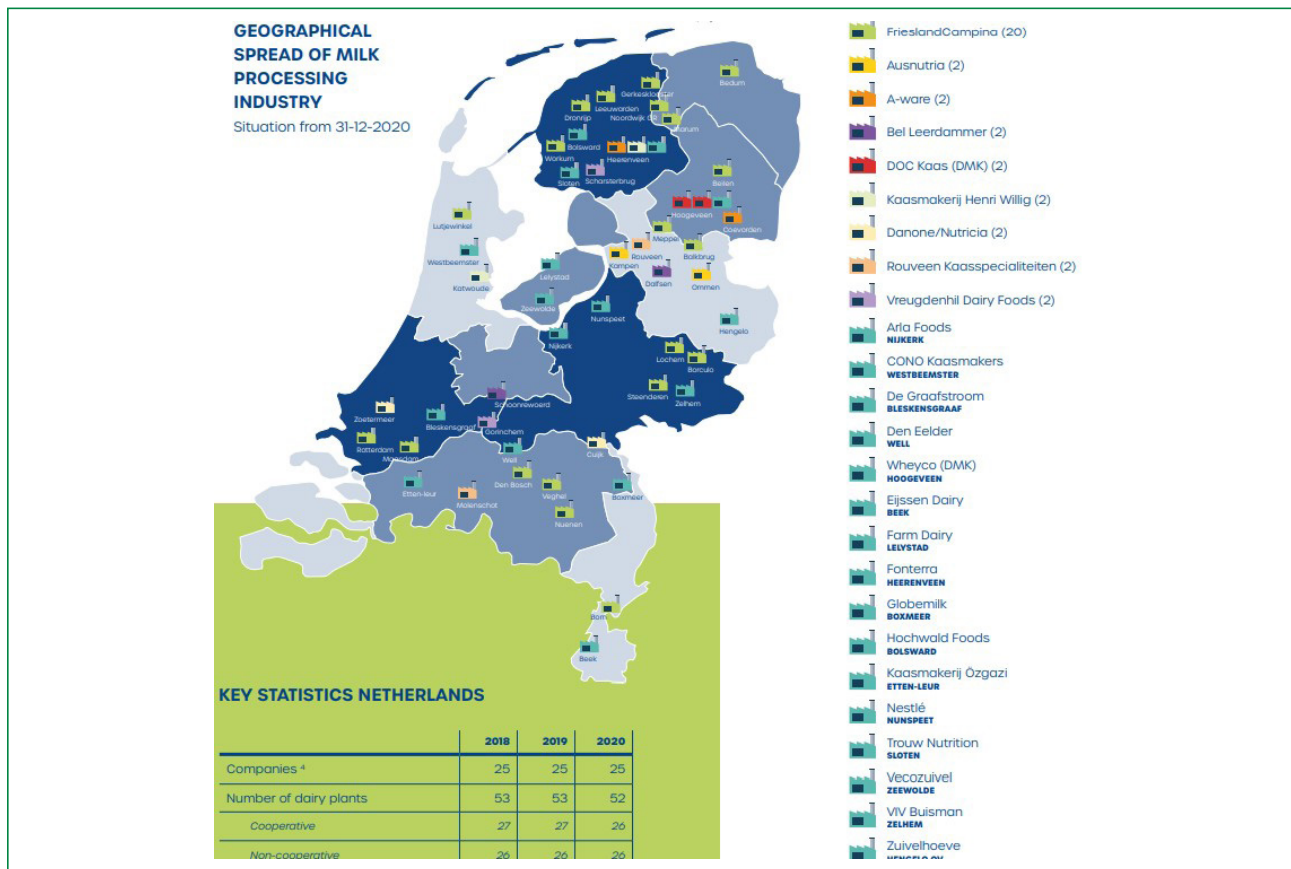 GEOGRAPHICAL
SPREAD OF MILK
PROCESSING
INDUSTRY
Situation from 31-12-2020
Bedum
Gerkesklooster
Leeuwarden
Dronrijp
Noordwijk GR
Marum
Bolsward
Workum
Heerenveen
Sloten
Scharsterbrug
Beilen
Hoogeveen
Coevorden
Lutjewinkel
Meppel
Westbeemster
Rouveen
Balkbrug
Kampen
Lelystad
Katwoude
Dalfsen
Ommen
Zeewolde
Nunspeet
Hengelo
Nijkerk
Lochem
Borculo
Steenderen
Zelhem
Schoonrewoerd
Zoetermeer
Bleskensgraaf
Gorinchem
Rotterdam
Maasdam
Well
Cuijk
Den Bosch
Etten-leur
Veghel
Boxmeer
Molenschot
Nuenen
Born
Beek
KEY STATISTICS NETHERLANDS
2018 2019 2020
Companies ⁴ 25 25 25
Number of dairy plants 53 53 52
Cooperative 27 27 26
Non-cooperative 26 26 26
FrieslandCampina (20)
Ausnutria (2)
A-ware (2)
Bel Leerdammer (2)
DOC Kaas (DMK) (2)
Kaasmakerij Henri Willig (2)
Danone/Nutricia (2)
Rouveen Kaasspecialiteiten (2)
Vreugdenhil Dairy Foods (2)
Arla Foods
NIJKERK
CONO Kaasmakers
WESTBEEMSTER
De Graafstroom
BLESKENSGRAAF
Den Eelder
WELL
Wheyco (DMK)
HOOGEVEEN
Eijssen Dairy
BEEK
Farm Dairy
LELYSTAD
Fonterra
HEERENVEEN
Globemilk
BOXMEER
Hochwald Foods
BOLSWARD
Kaasmakerij Özgazi
ETTEN-LEUR
Nestlé
NUNSPEET
Trouw Nutrition
SLOTEN
Vecozuivel
ZEEWOLDE
VIV Buisman
ZELHEM
Zuivelhoeve
HENGELO OV